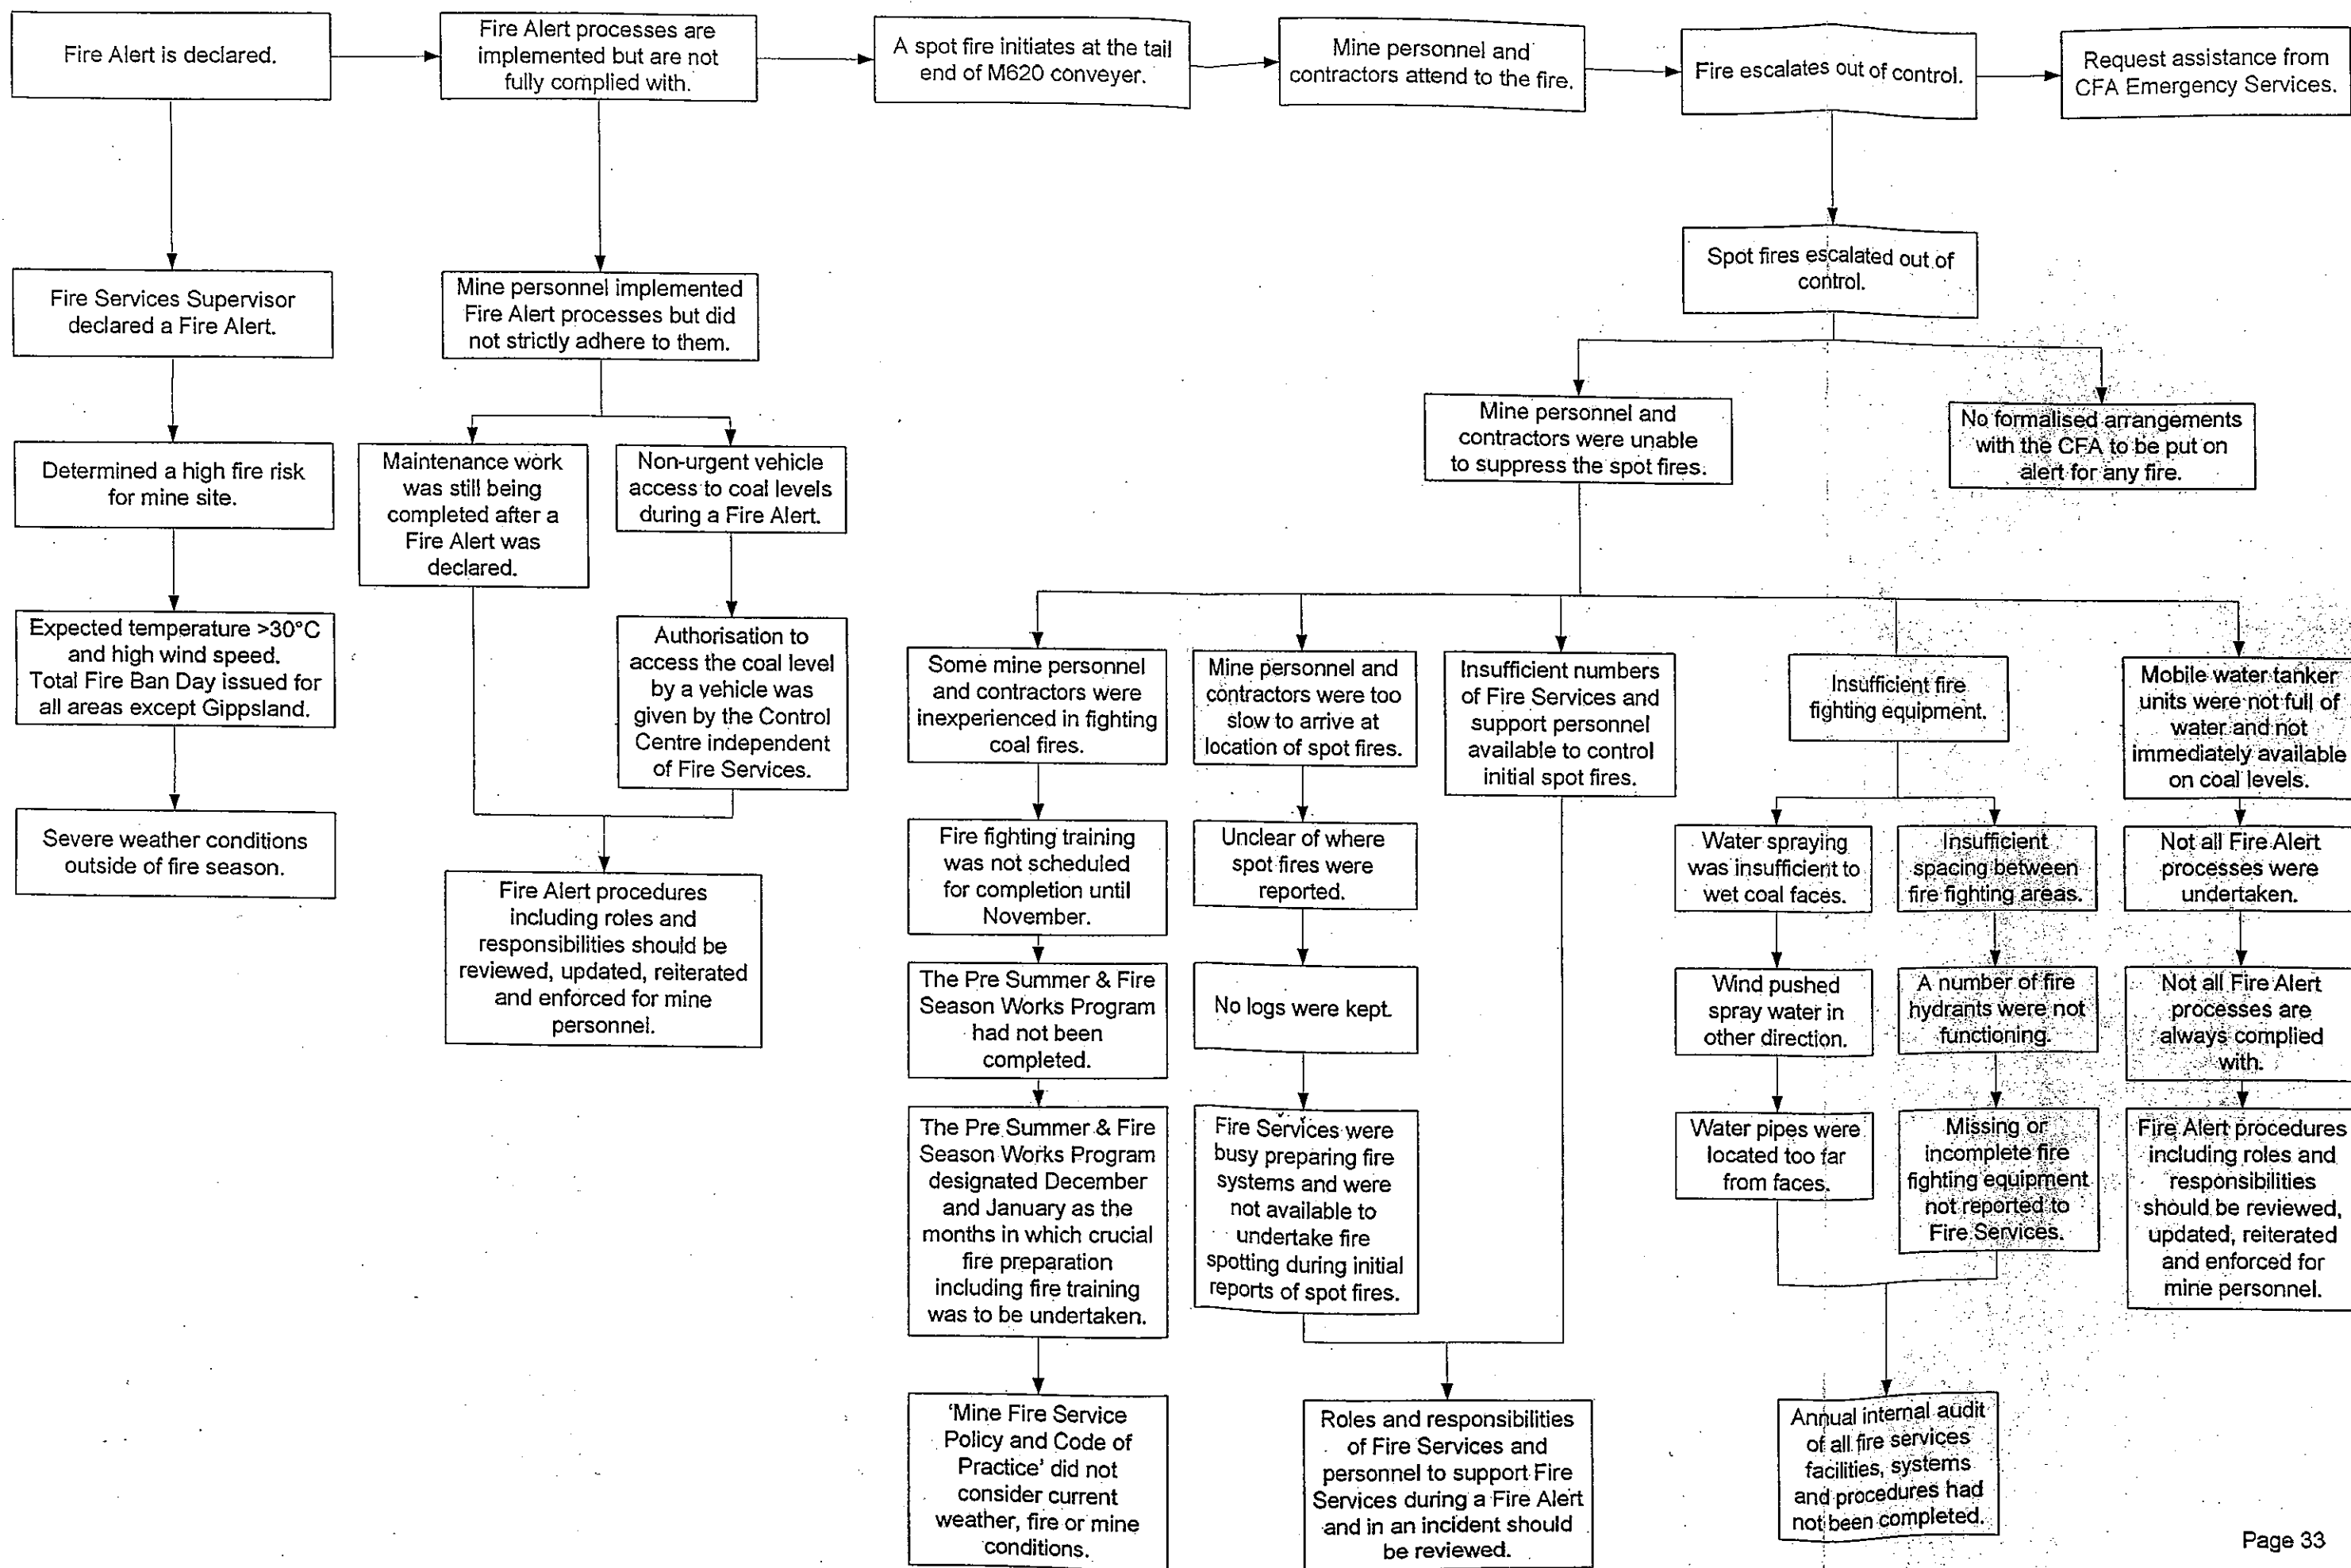 Fire Alert is declared.
Fire Alert processes are
implemented but are not
fully complied with.
A spot fire initiates at the tail
end of M620 conveyer.
Mine personnel and
contractors attend to the fire.
Fire escalates out of control.
Request assistance from
CFA Emergency Services.
Fire Services Supervisor
declared a Fire Alert.
Determined a high fire risk
for mine site.
Expected temperature >30°C
and high wind speed.
Total Fire Ban Day issued for
all areas except Gippsland.
Severe weather conditions
outside of fire season.
Mine personnel implemented
Fire Alert processes but did
not strictly adhere to them.
Maintenance work
was still being
completed after a
Fire Alert was
declared.
Non-urgent vehicle
access to coal levels
during a Fire Alert.
Authorisation to
access the coal level
by a vehicle was
given by the Control
Centre independent
of Fire Services.
Fire Alert procedures
including roles and
responsibilities should be
reviewed, updated, reiterated
and enforced for mine
personnel.
Spot fires escalated out of
control.
Mine personnel and
contractors were unable
to suppress the spot fires.
No formalised arrangements
with the CFA to be put on
alert for any fire.
Some mine personnel
and contractors were
inexperienced in fighting
coal fires.
Fire fighting training
was not scheduled
for completion until
November.
The Pre Summer & Fire
Season Works Program
had not been
completed.
The Pre Summer & Fire
Season Works Program
designated December
and January as the
months in which crucial
fire preparation
including fire training
was to be undertaken.
'Mine Fire Service
Policy and Code of
Practice' did not
consider current
weather, fire or mine
conditions.
Mine personnel and
contractors were too
slow to arrive at
location of spot fires.
Unclear of where
spot fires were
reported.
No logs were kept.
Fire Services were
busy preparing fire
systems and were
not available to
undertake fire
spotting during initial
reports of spot fires.
Insufficient numbers
of Fire Services and
support personnel
available to control
initial spot fires.
Roles and responsibilities
of Fire Services and
personnel to support Fire
Services during a Fire Alert
and in an incident should
be reviewed.
Insufficient fire
fighting equipment.
Water spraying
was insufficient to
wet coal faces.
Wind pushed
spray water in
other direction.
Water pipes were
located too far
from faces.
Insufficient
spacing between
fire fighting areas.
A number of fire
hydrants were not
functioning.
Missing or
incomplete fire
fighting equipment
not reported to
Fire Services.
Annual internal audit
of all fire services
facilities, systems
and procedures had
not been completed.
Mobile water tanker
units were not full of
water and not
immediately available
on coal levels.
Not all Fire Alert
processes were
undertaken.
Not all Fire Alert
processes are
always complied
with.
Fire Alert procedures
including roles and
responsibilities
should be reviewed,
updated, reiterated
and enforced for
mine personnel.
Page 33